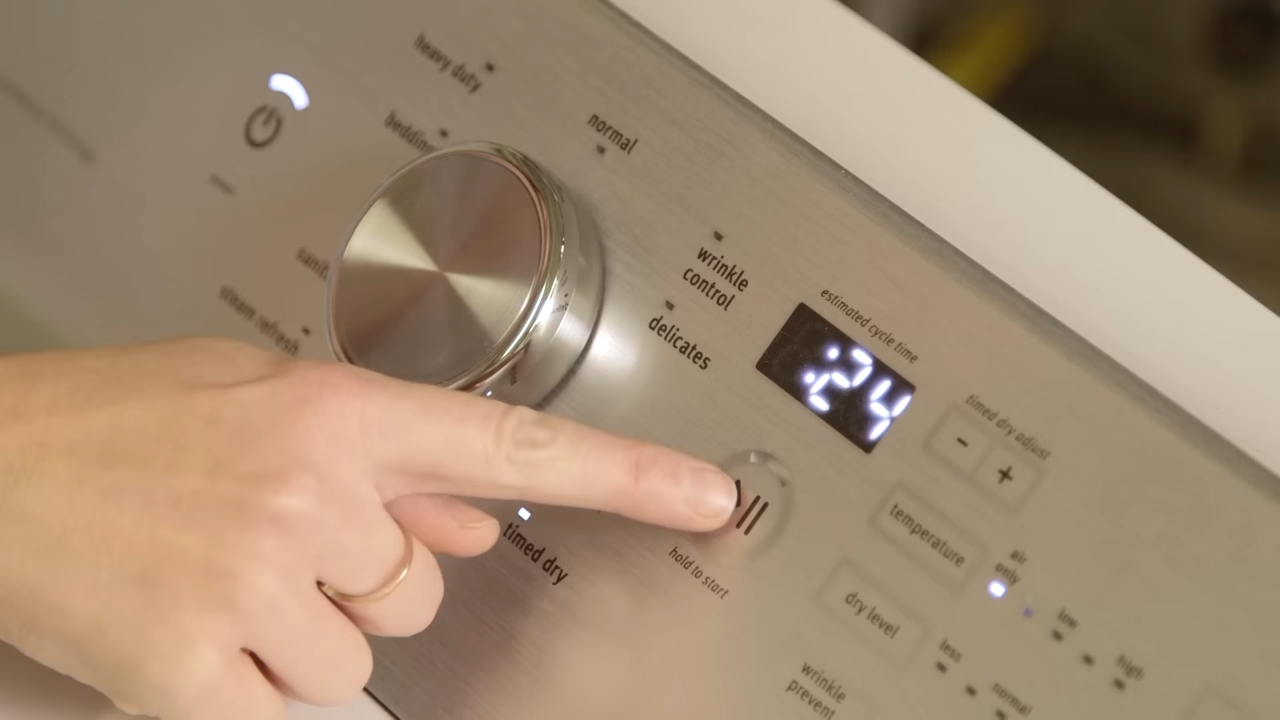 heavy duty
normal
bedding
wrinkle
control
delicates
steam refresh
estimated cycle time
:24
timed dry adjust
-
+
temperature
timed dry
hold to start
air
only
dry level
low
less
high
wrinkle
prevent
normal